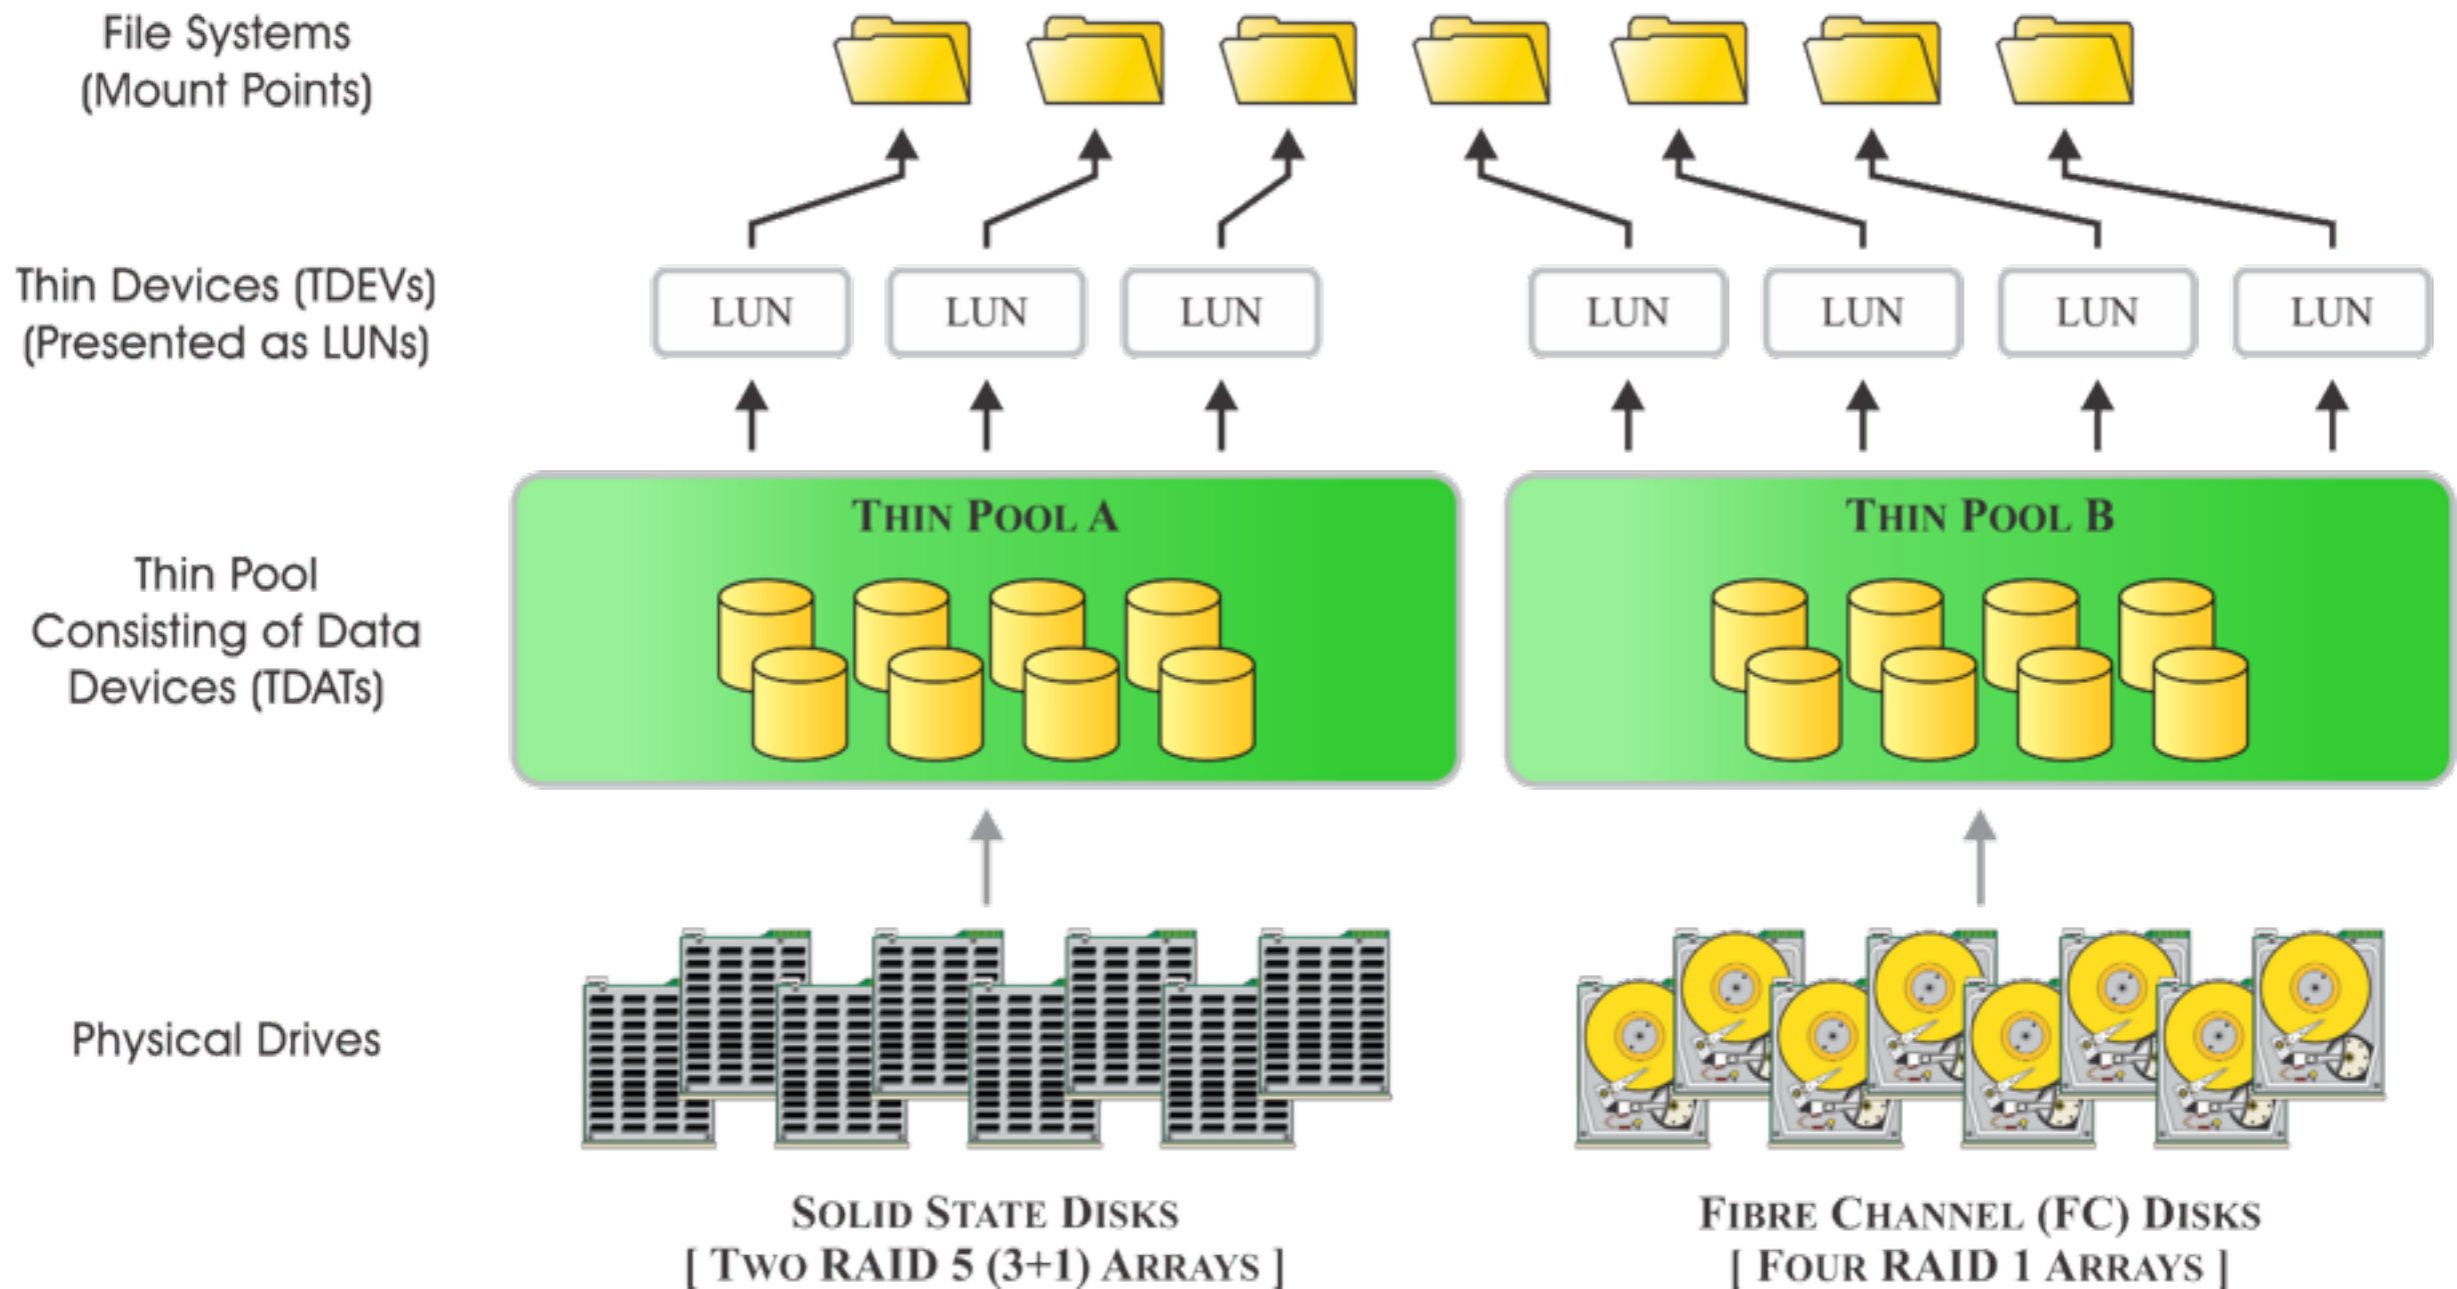 File Systems
(Mount Points)
Thin Devices (TDEVs)
(Presented as LUNs)
LUN
LUN
LUN
LUN
LUN
LUN
LUN
Thin Pool
Consisting of Data
Devices (TDATs)
THIN POOL A
THIN POOL B
Physical Drives
SOLID STATE DISKS
[ TWO RAID 5 (3+1) ARRAYS ]
FIBRE CHANNEL (FC) DISKS
[ FOUR RAID 1 ARRAYS ]